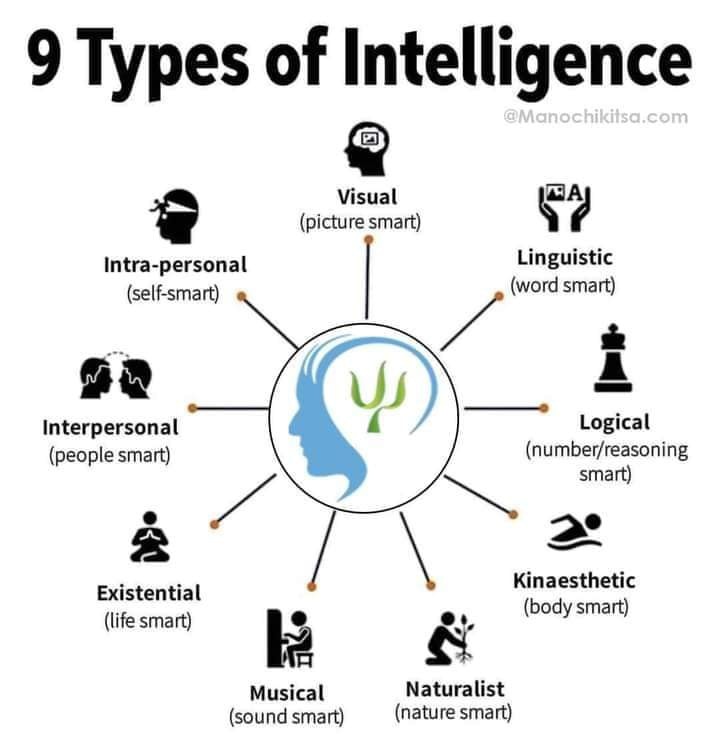 9 Types of Intelligence
@Manochikitsa.com
Visual
(picture smart)
Linguistic
(word smart)
Logical
(number/reasoning
smart)
Kinaesthetic
(body smart)
Naturalist
(nature smart)
Musical
(sound smart)
Existential
(life smart)
Interpersonal
(people smart)
Intra-personal
(self-smart)
A